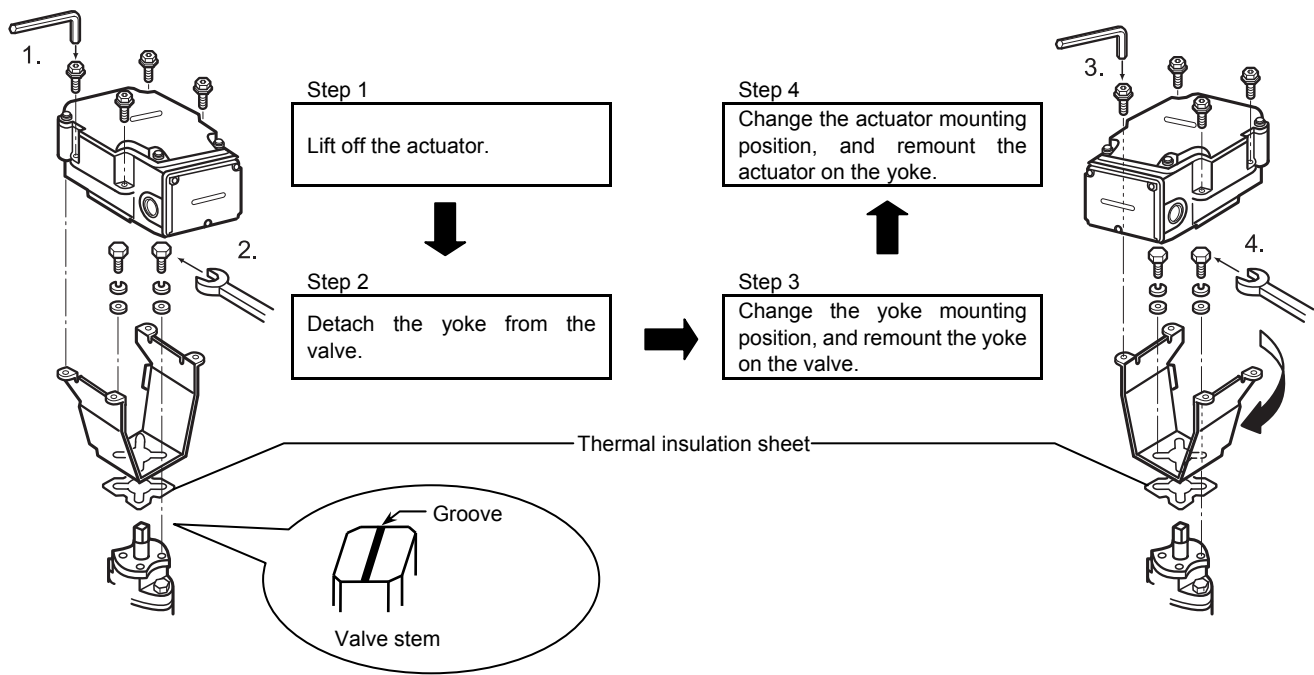 1.
2.
Step 1
Lift off the actuator.
Step 2
Detach the yoke from the
valve.
Step 3
Change the yoke mounting
position, and remount the yoke
on the valve.
Step 4
Change the actuator mounting
position, and remount the
actuator on the yoke.
3.
4.
Thermal insulation sheet
Groove
Valve stem